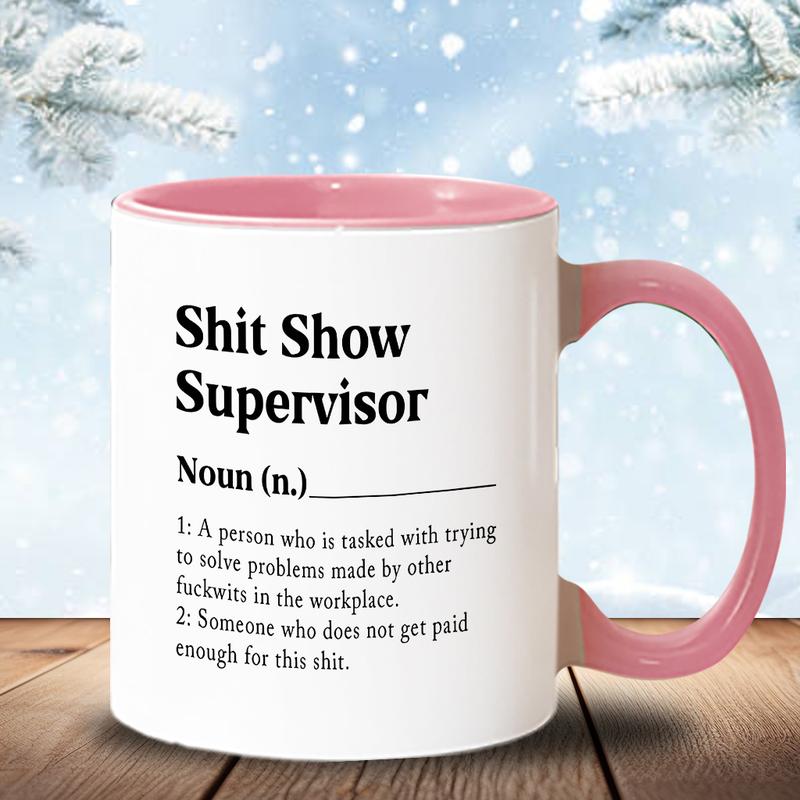 Shit Show
Supervisor
Noun (n.)
1: A person who is tasked with trying
to solve problems made by other
fuckwits in the workplace.
2: Someone who does not get paid
enough for this shit.